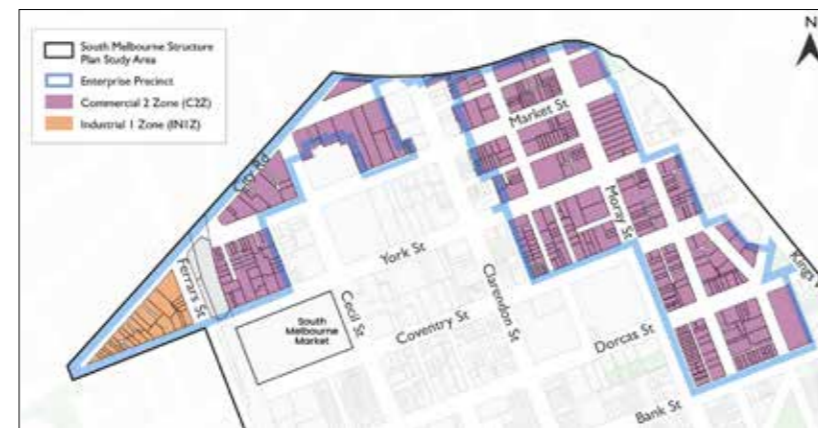 N
South Melbourne Structure
Plan Study Area
Enterprise Precinct
Commercial 2 Zone (C2Z)
Industrial 1 Zone (IN1Z)
Market St
City Rd
Moray St
York St
Ferrars St
Kings
Cecil St
Clarendon St
South
Melbourne
Market
Coventry St
Dorcas St
Bank St